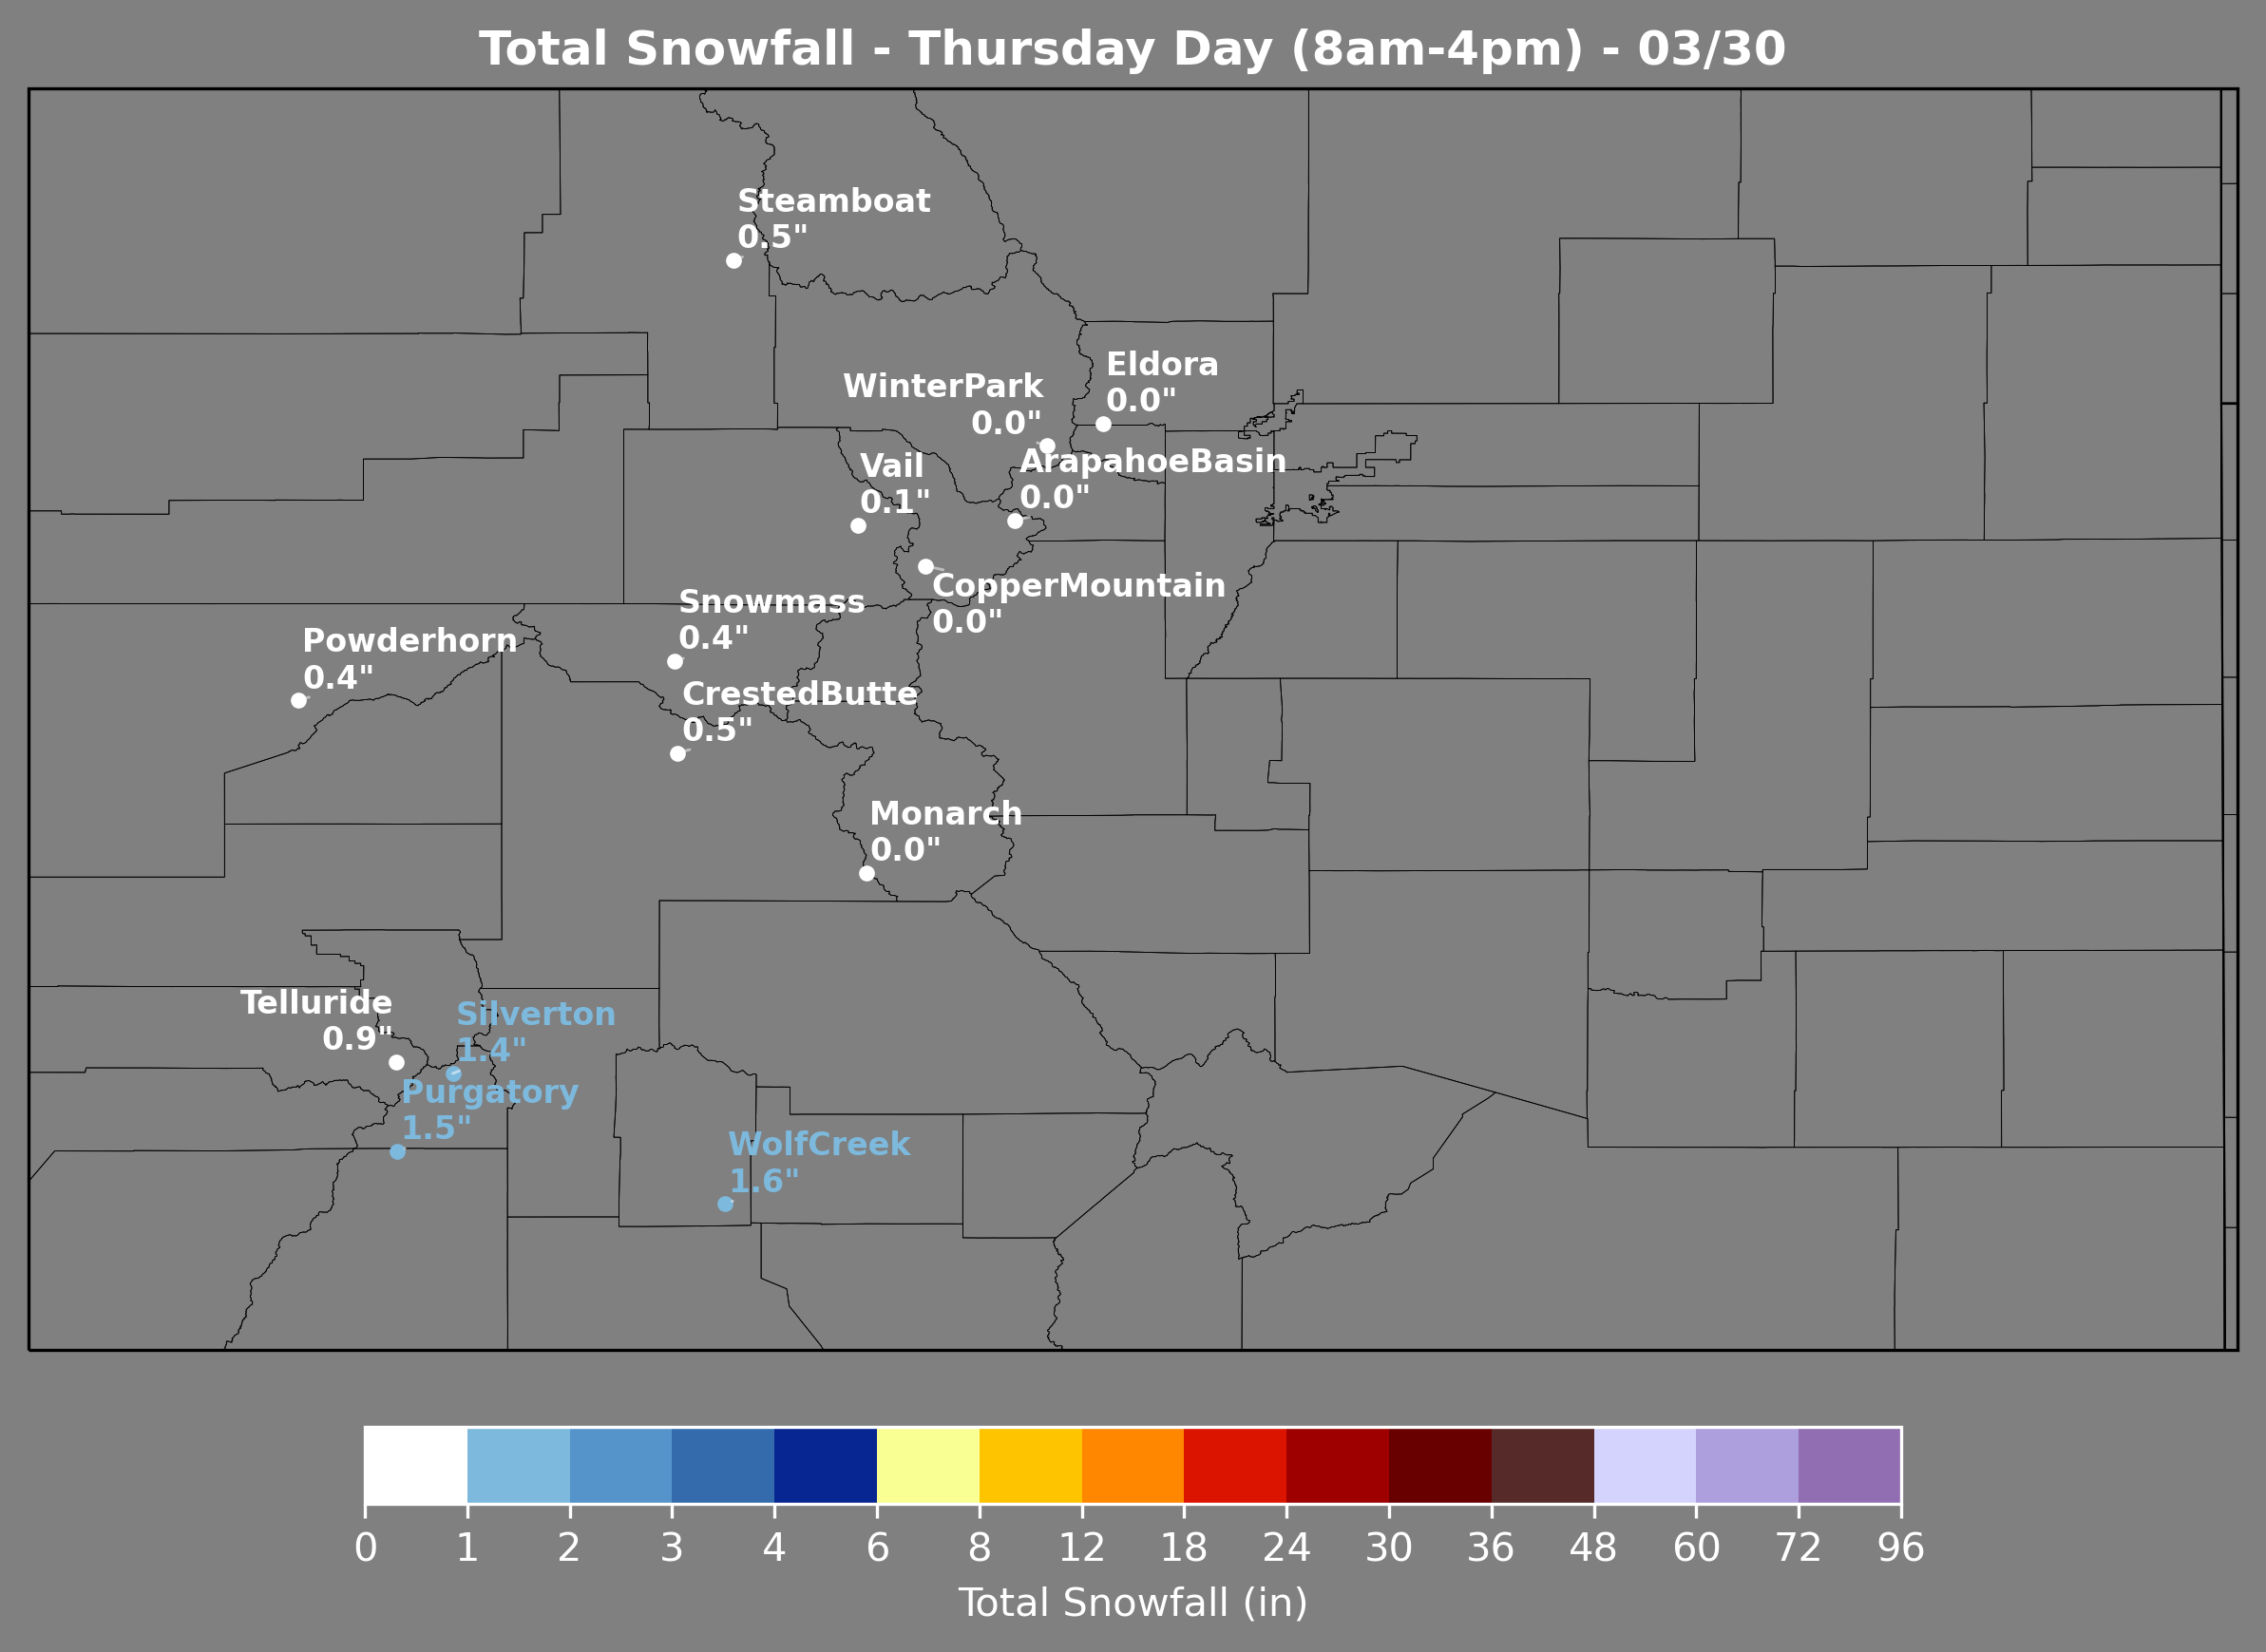 Total Snowfall - Thursday Day (8am-4pm) - 03/30
Steamboat
0.5"
Eldora
0.0"
WinterPark
0.0"
ArapahoeBasin
0.0"
Vail
0.1"
CopperMountain
0.0"
Snowmass
0.4"
Powderhorn
0.4"
CrestedButte
0.5"
Monarch
0.0"
Telluride
0.9"
Silverton
1.4"
Purgatory
1.5"
WolfCreek
1.6"
0 1 2 3 4 6 8 12 18 24 30 36 48 60 72 96
Total Snowfall (in)